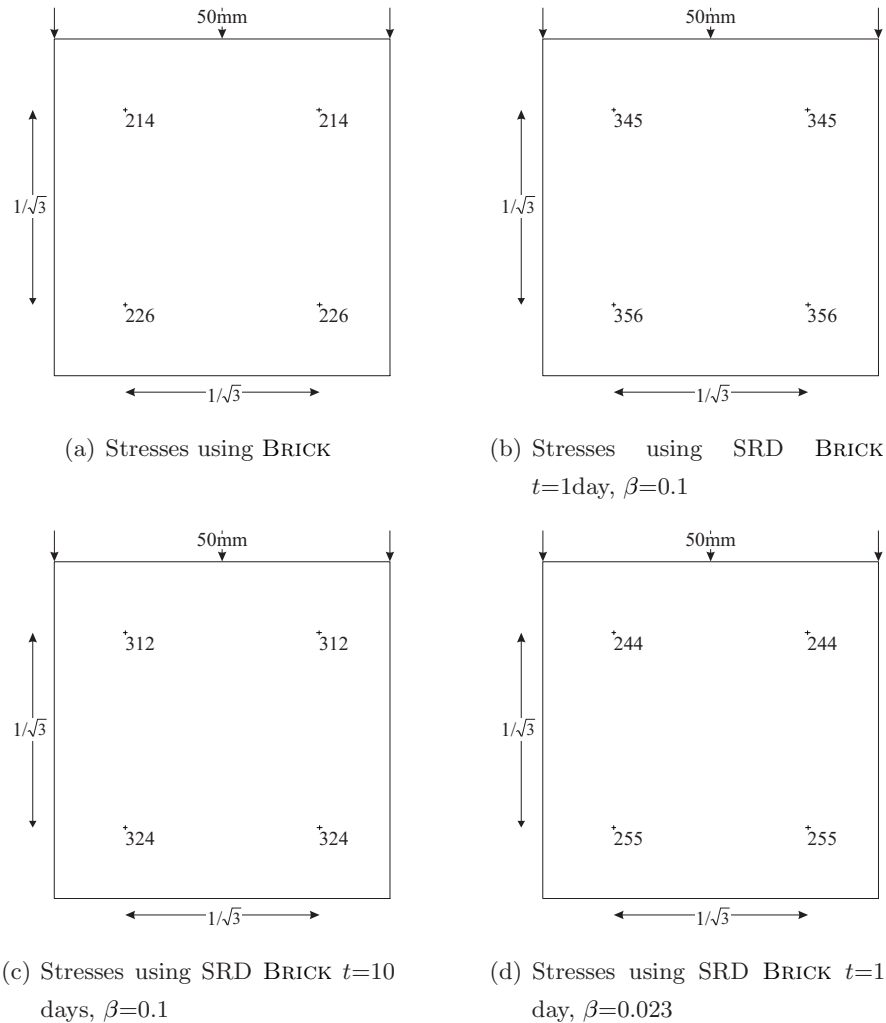 50mm
50mm
214 214
345 345
1/√3
1/√3
226 226
356 356
1/√3
1/√3
(a) Stresses using BRICK
(b) Stresses using SRD BRICK
t=1day, β=0.1
50mm
50mm
312 312
244 244
1/√3
1/√3
324 324
255 255
1/√3
1/√3
(c) Stresses using SRD BRICK t=10
days, β=0.1
(d) Stresses using SRD BRICK t=1
day, β=0.023